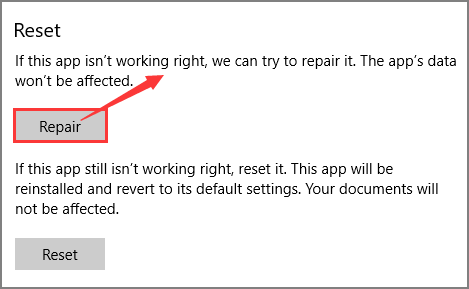 Reset
If this app isn't working right, we can try to repair it. The app's data
won't be affected.
Repair
If this app still isn't working right, reset it. This app will be
reinstalled and revert to its default settings. Your documents will
not be affected.
Reset